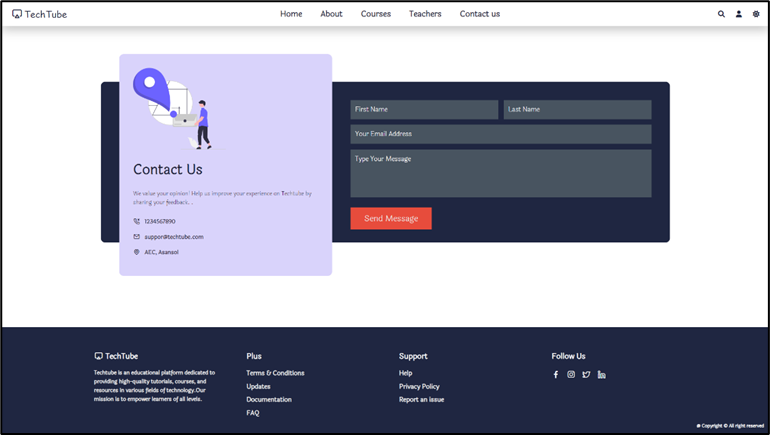 TechTube
Home About Courses Teachers Contact us
Contact Us
We value your opinion! Help us improve your experience on Techtube by
sharing your feedback...
1234567890
suppor@techtube.com
AEC, Asansol
First Name Last Name
Your Email Address
Type Your Message
Send Message
TechTube
Techtube is an educational platform dedicated to
providing high-quality tutorials, courses, and
resources in various fields of technology.Our
mission is to empower learners of all levels.
Plus
Terms & Conditions
Updates
Documentation
FAQ
Support
Help
Privacy Policy
Report an issue
Follow Us
@ Copyright © All right reserved